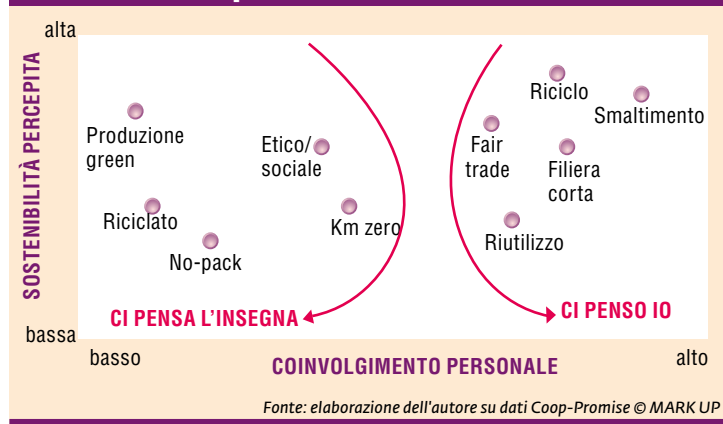 alta
SOSTENIBILITÀ PERCEPITA
bassa
Produzione
green
Etico/
sociale
Riciclato
Km zero
No-pack
CI PENSA L'INSEGNA
Riciclo
Smaltimento
Fair
trade
Filiera
corta
Riutilizzo
CI PENSO IO
basso
COINVOLGIMENTO PERSONALE
alto
Fonte: elaborazione dell'autore su dati Coop-Promise © MARK UP